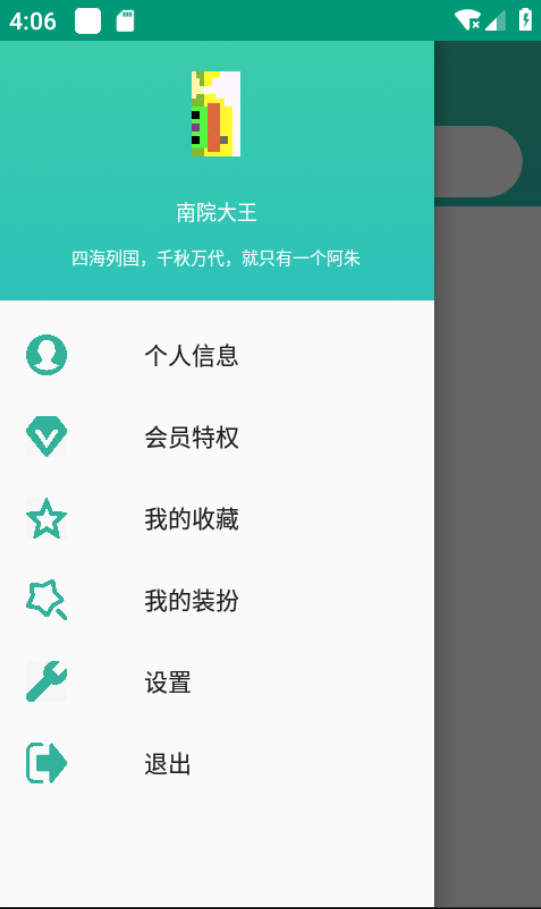 4:06
南院大王
四海列国，千秋万代，就只有一个阿朱
个人信息
会员特权
我的收藏
我的装扮
设置
退出